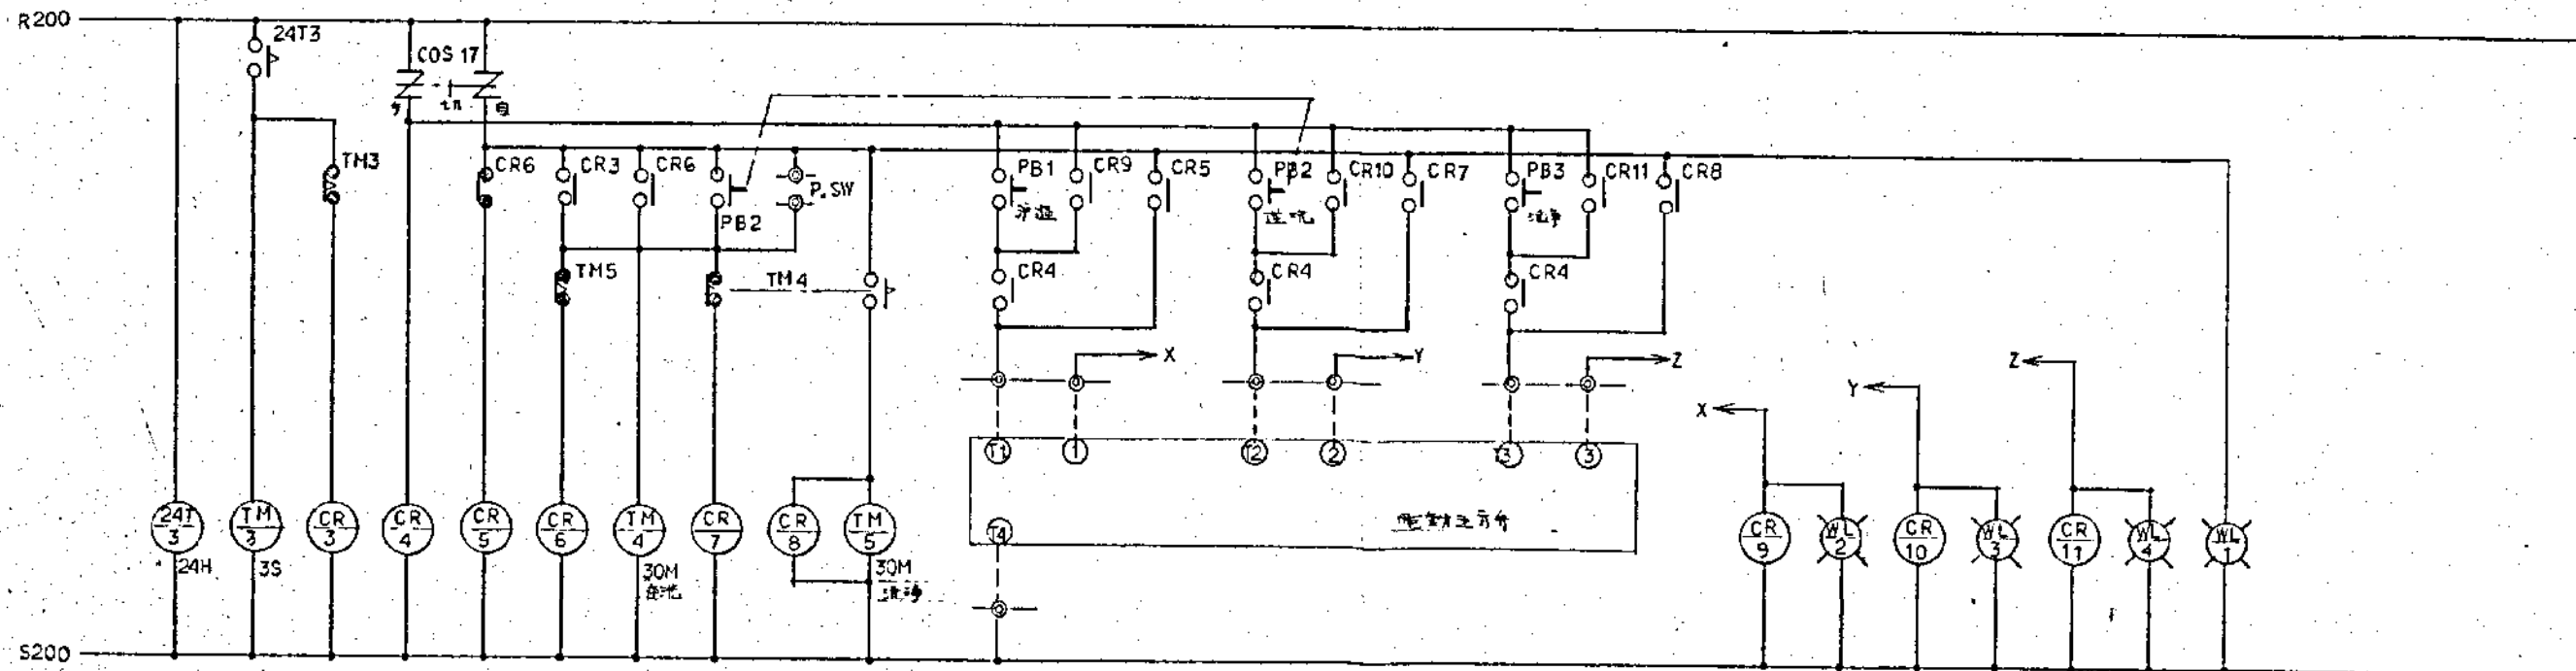 R200
24T3
COS 17
手
切
自
TM3
CR6
CR3
CR6
PB2
P.SW
PB1
CR9
CR5
PB2
CR10
CR7
PB3
CR11
CR8
TM5
TM4
CR4
CR4
CR4
X
Y
Z
X
Y
Z
T1
1
T2
2
T3
3
T4
24T 3
24H
TM 3
3S
CR 3
CR 4
CR 5
CR 6
TM 4
30M
CR 7
CR 8
TM 5
30M
CR 9
WL 2
CR 10
WL 3
CR 11
WL 4
WL 1
S200